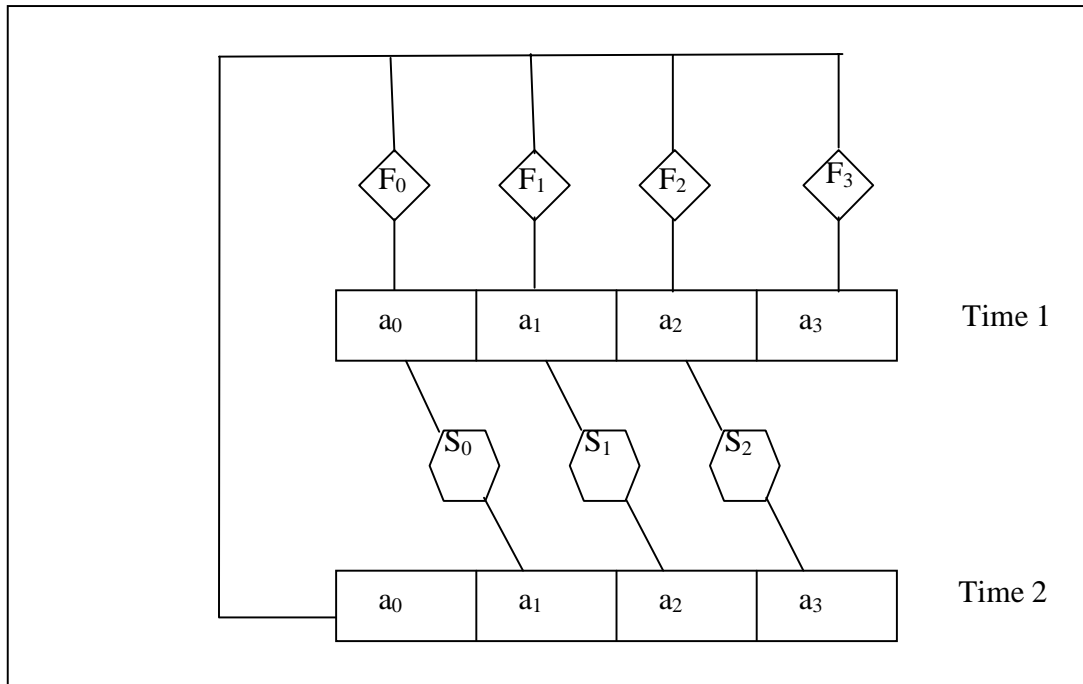 F₀ F₁ F₂ F₃
a₀ a₁ a₂ a₃ Time 1
S₀ S₁ S₂
a₀ a₁ a₂ a₃ Time 2